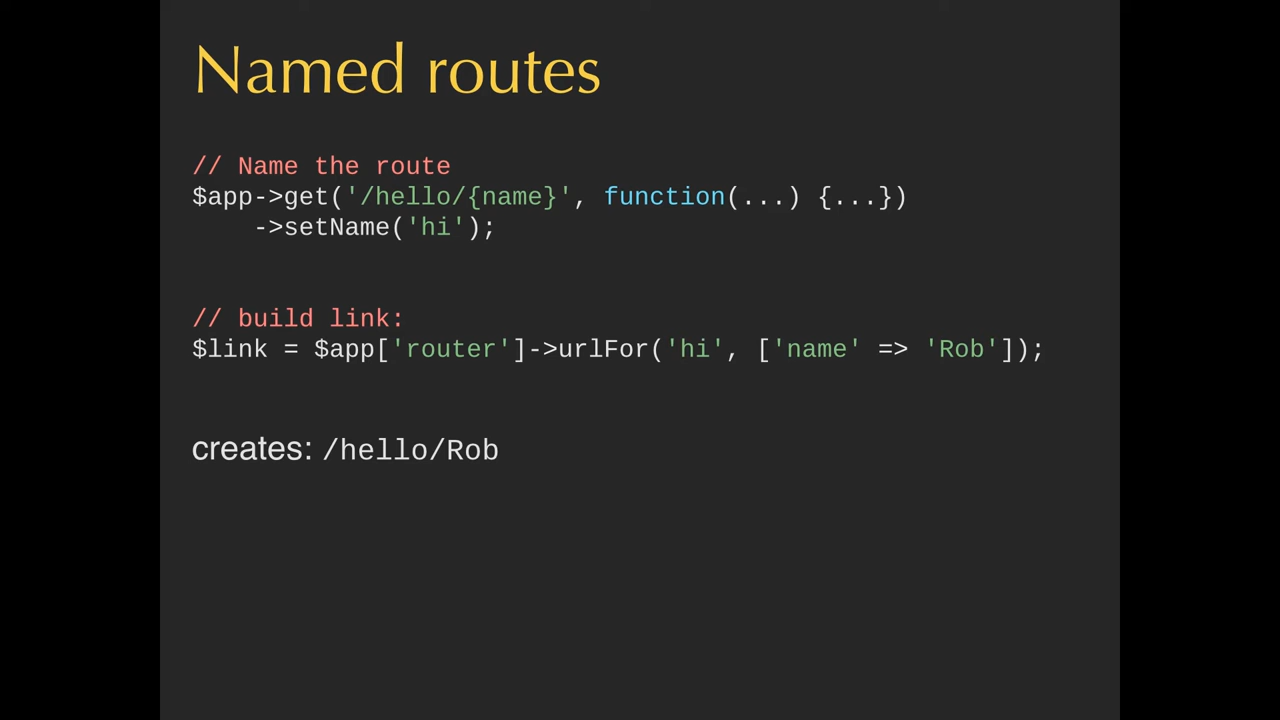 Named routes
// Name the route
$app->get('/hello/{name}', function(...) {...})
->setName('hi');
// build link:
$link = $app['router']->urlFor('hi', ['name' => 'Rob']);
creates: /hello/Rob